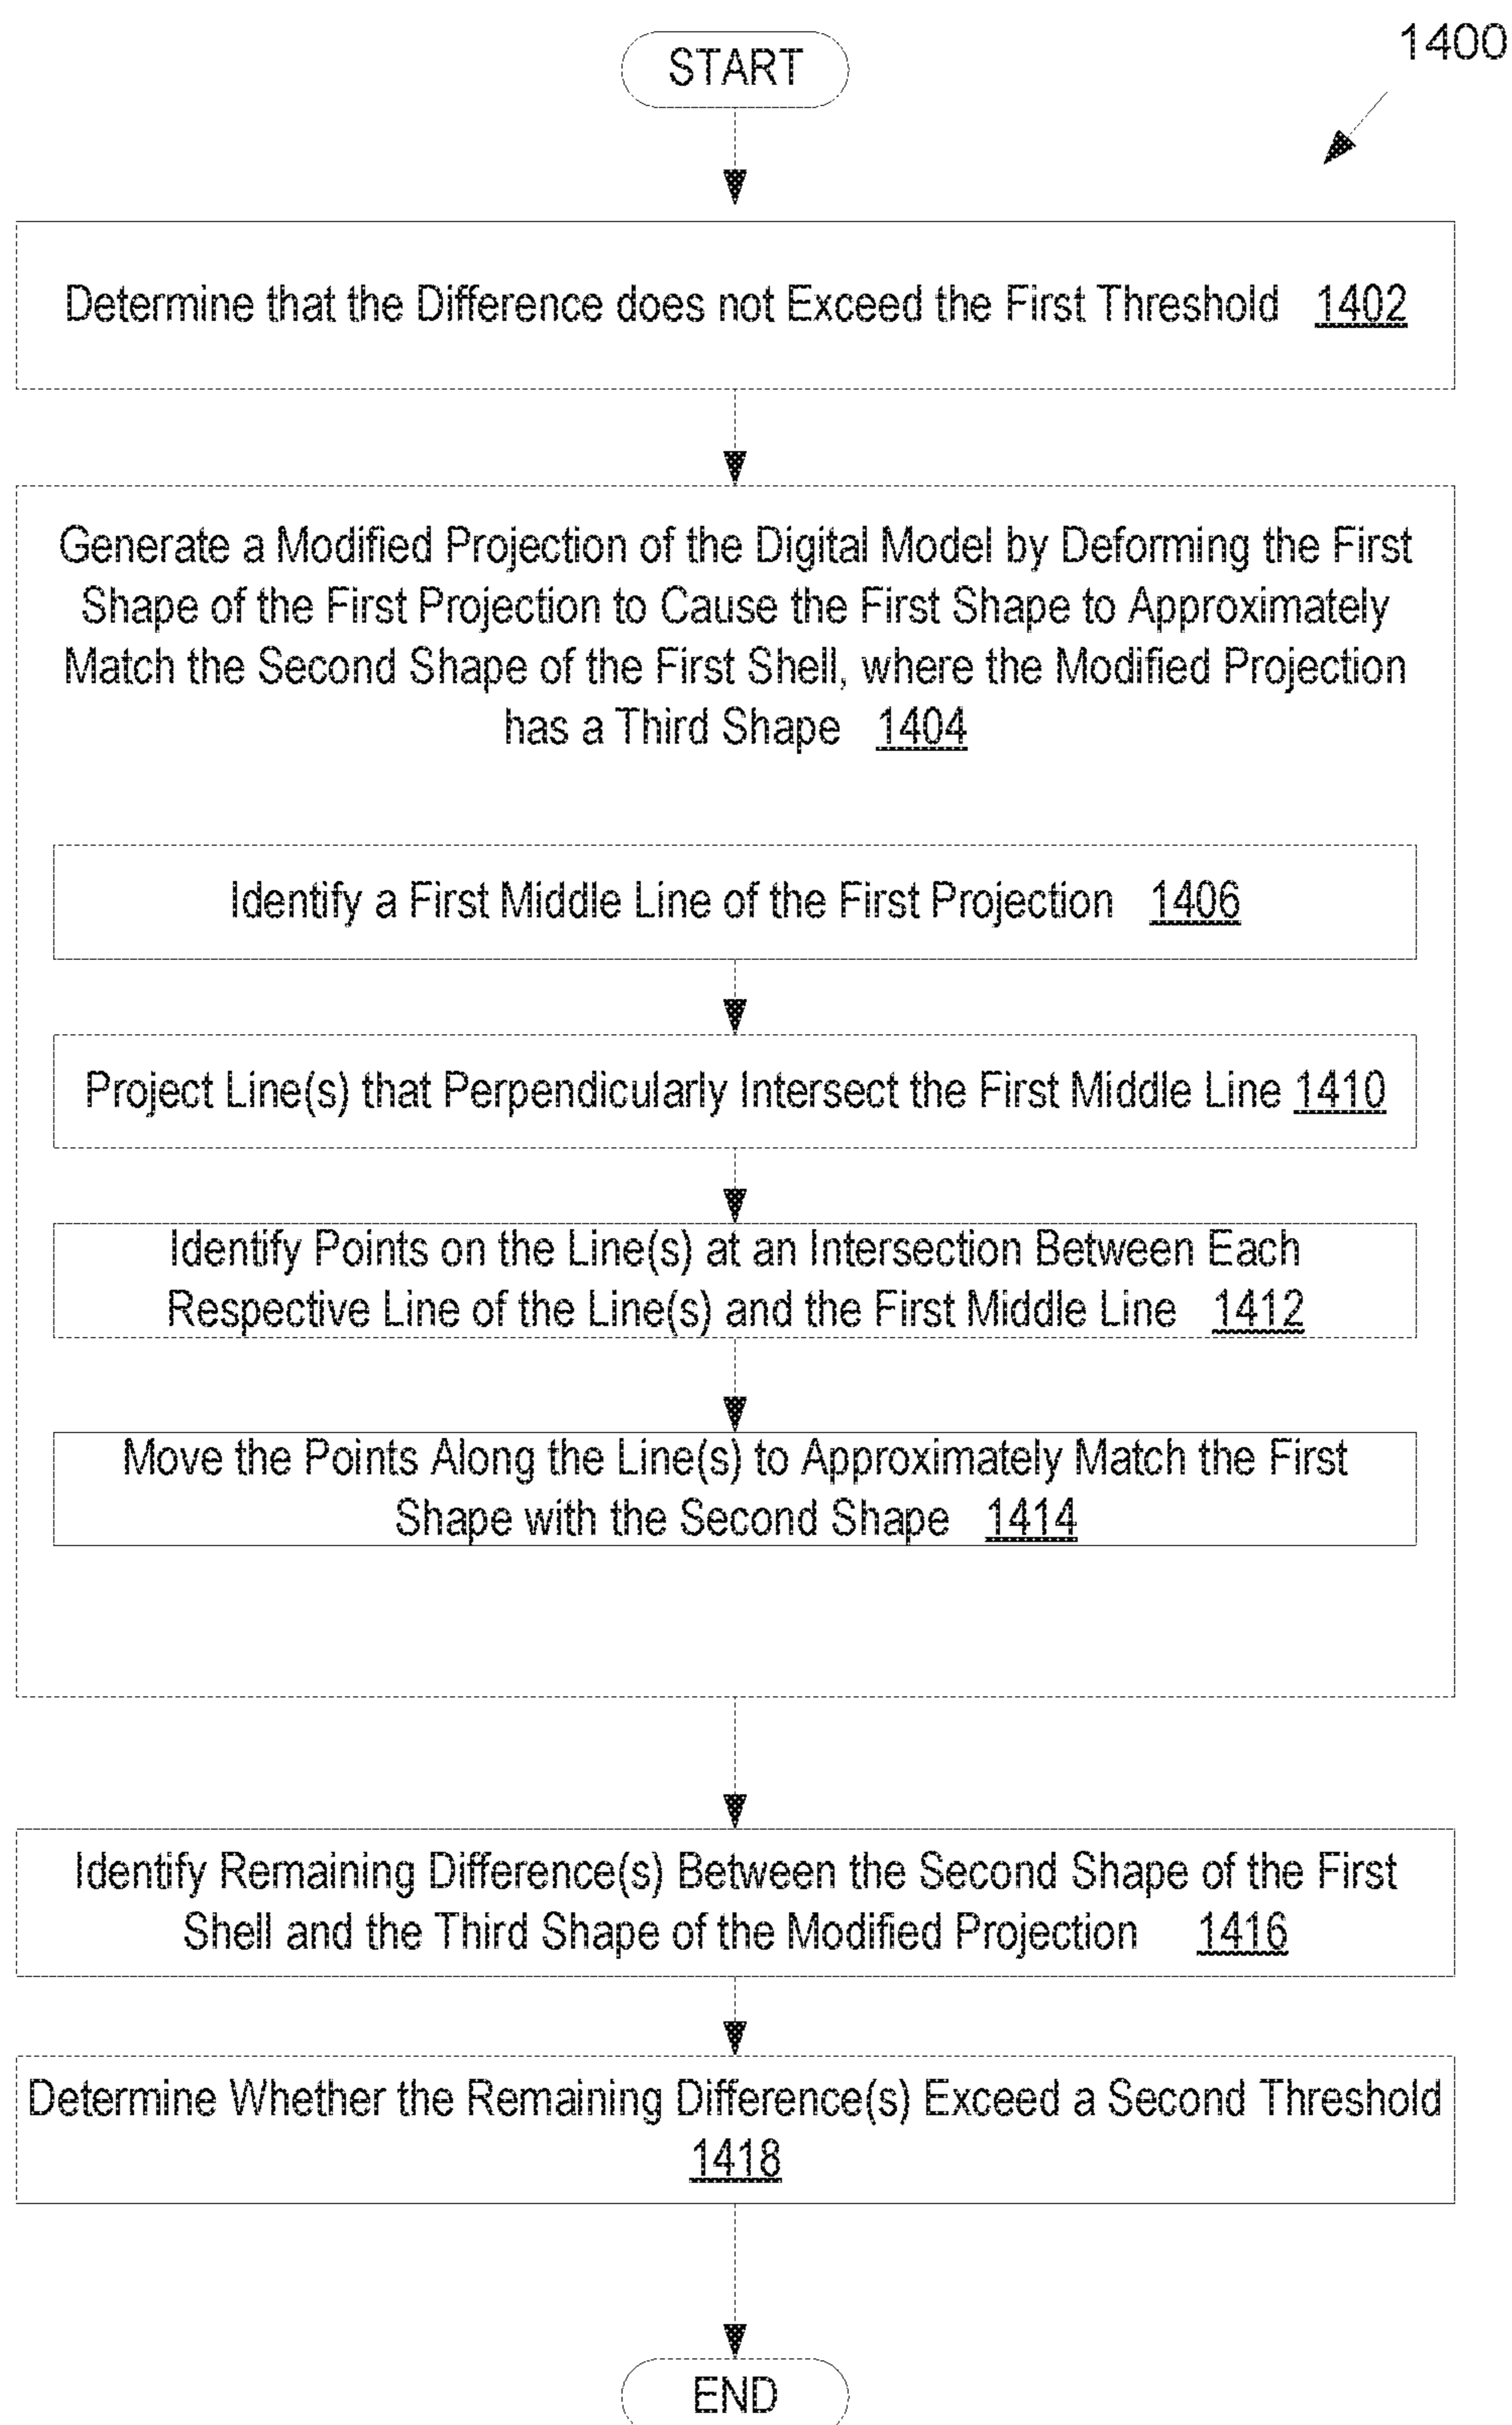 1400
START
Determine that the Difference does not Exceed the First Threshold 1402
Generate a Modified Projection of the Digital Model by Deforming the First
Shape of the First Projection to Cause the First Shape to Approximately
Match the Second Shape of the First Shell, where the Modified Projection
has a Third Shape 1404
Identify a First Middle Line of the First Projection 1406
Project Line(s) that Perpendicularly Intersect the First Middle Line 1410
Identify Points on the Line(s) at an Intersection Between Each
Respective Line of the Line(s) and the First Middle Line 1412
Move the Points Along the Line(s) to Approximately Match the First
Shape with the Second Shape 1414
Identify Remaining Difference(s) Between the Second Shape of the First
Shell and the Third Shape of the Modified Projection 1416
Determine Whether the Remaining Difference(s) Exceed a Second Threshold
1418
END